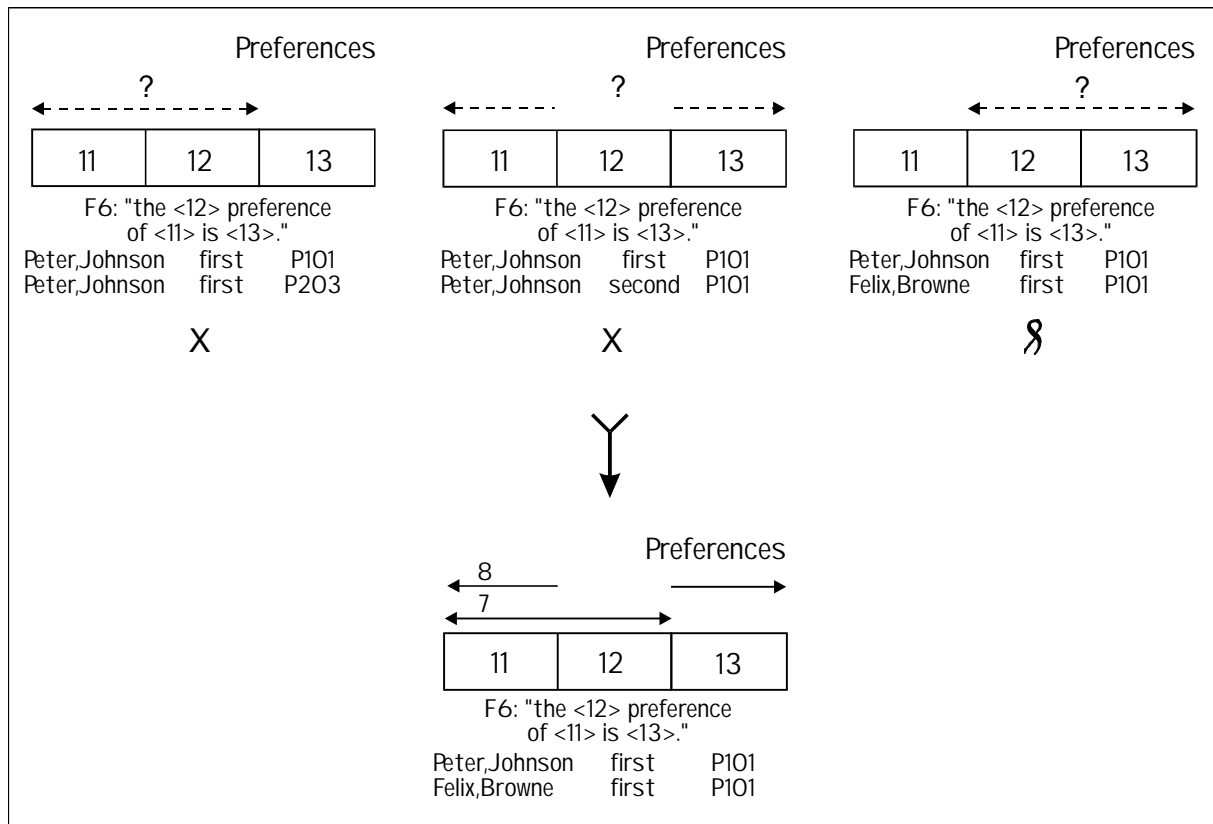 Preferences
?
11 12 13
F6: "the <12> preference
of <11> is <13>."
Peter,Johnson first P101
Peter,Johnson first P203
X
Preferences
?
11 12 13
F6: "the <12> preference
of <11> is <13>."
Peter,Johnson first P101
Peter,Johnson second P101
X
Preferences
?
11 12 13
F6: "the <12> preference
of <11> is <13>."
Peter,Johnson first P101
Felix,Browne first P101
Preferences
8
7
11 12 13
F6: "the <12> preference
of <11> is <13>."
Peter,Johnson first P101
Felix,Browne first P101